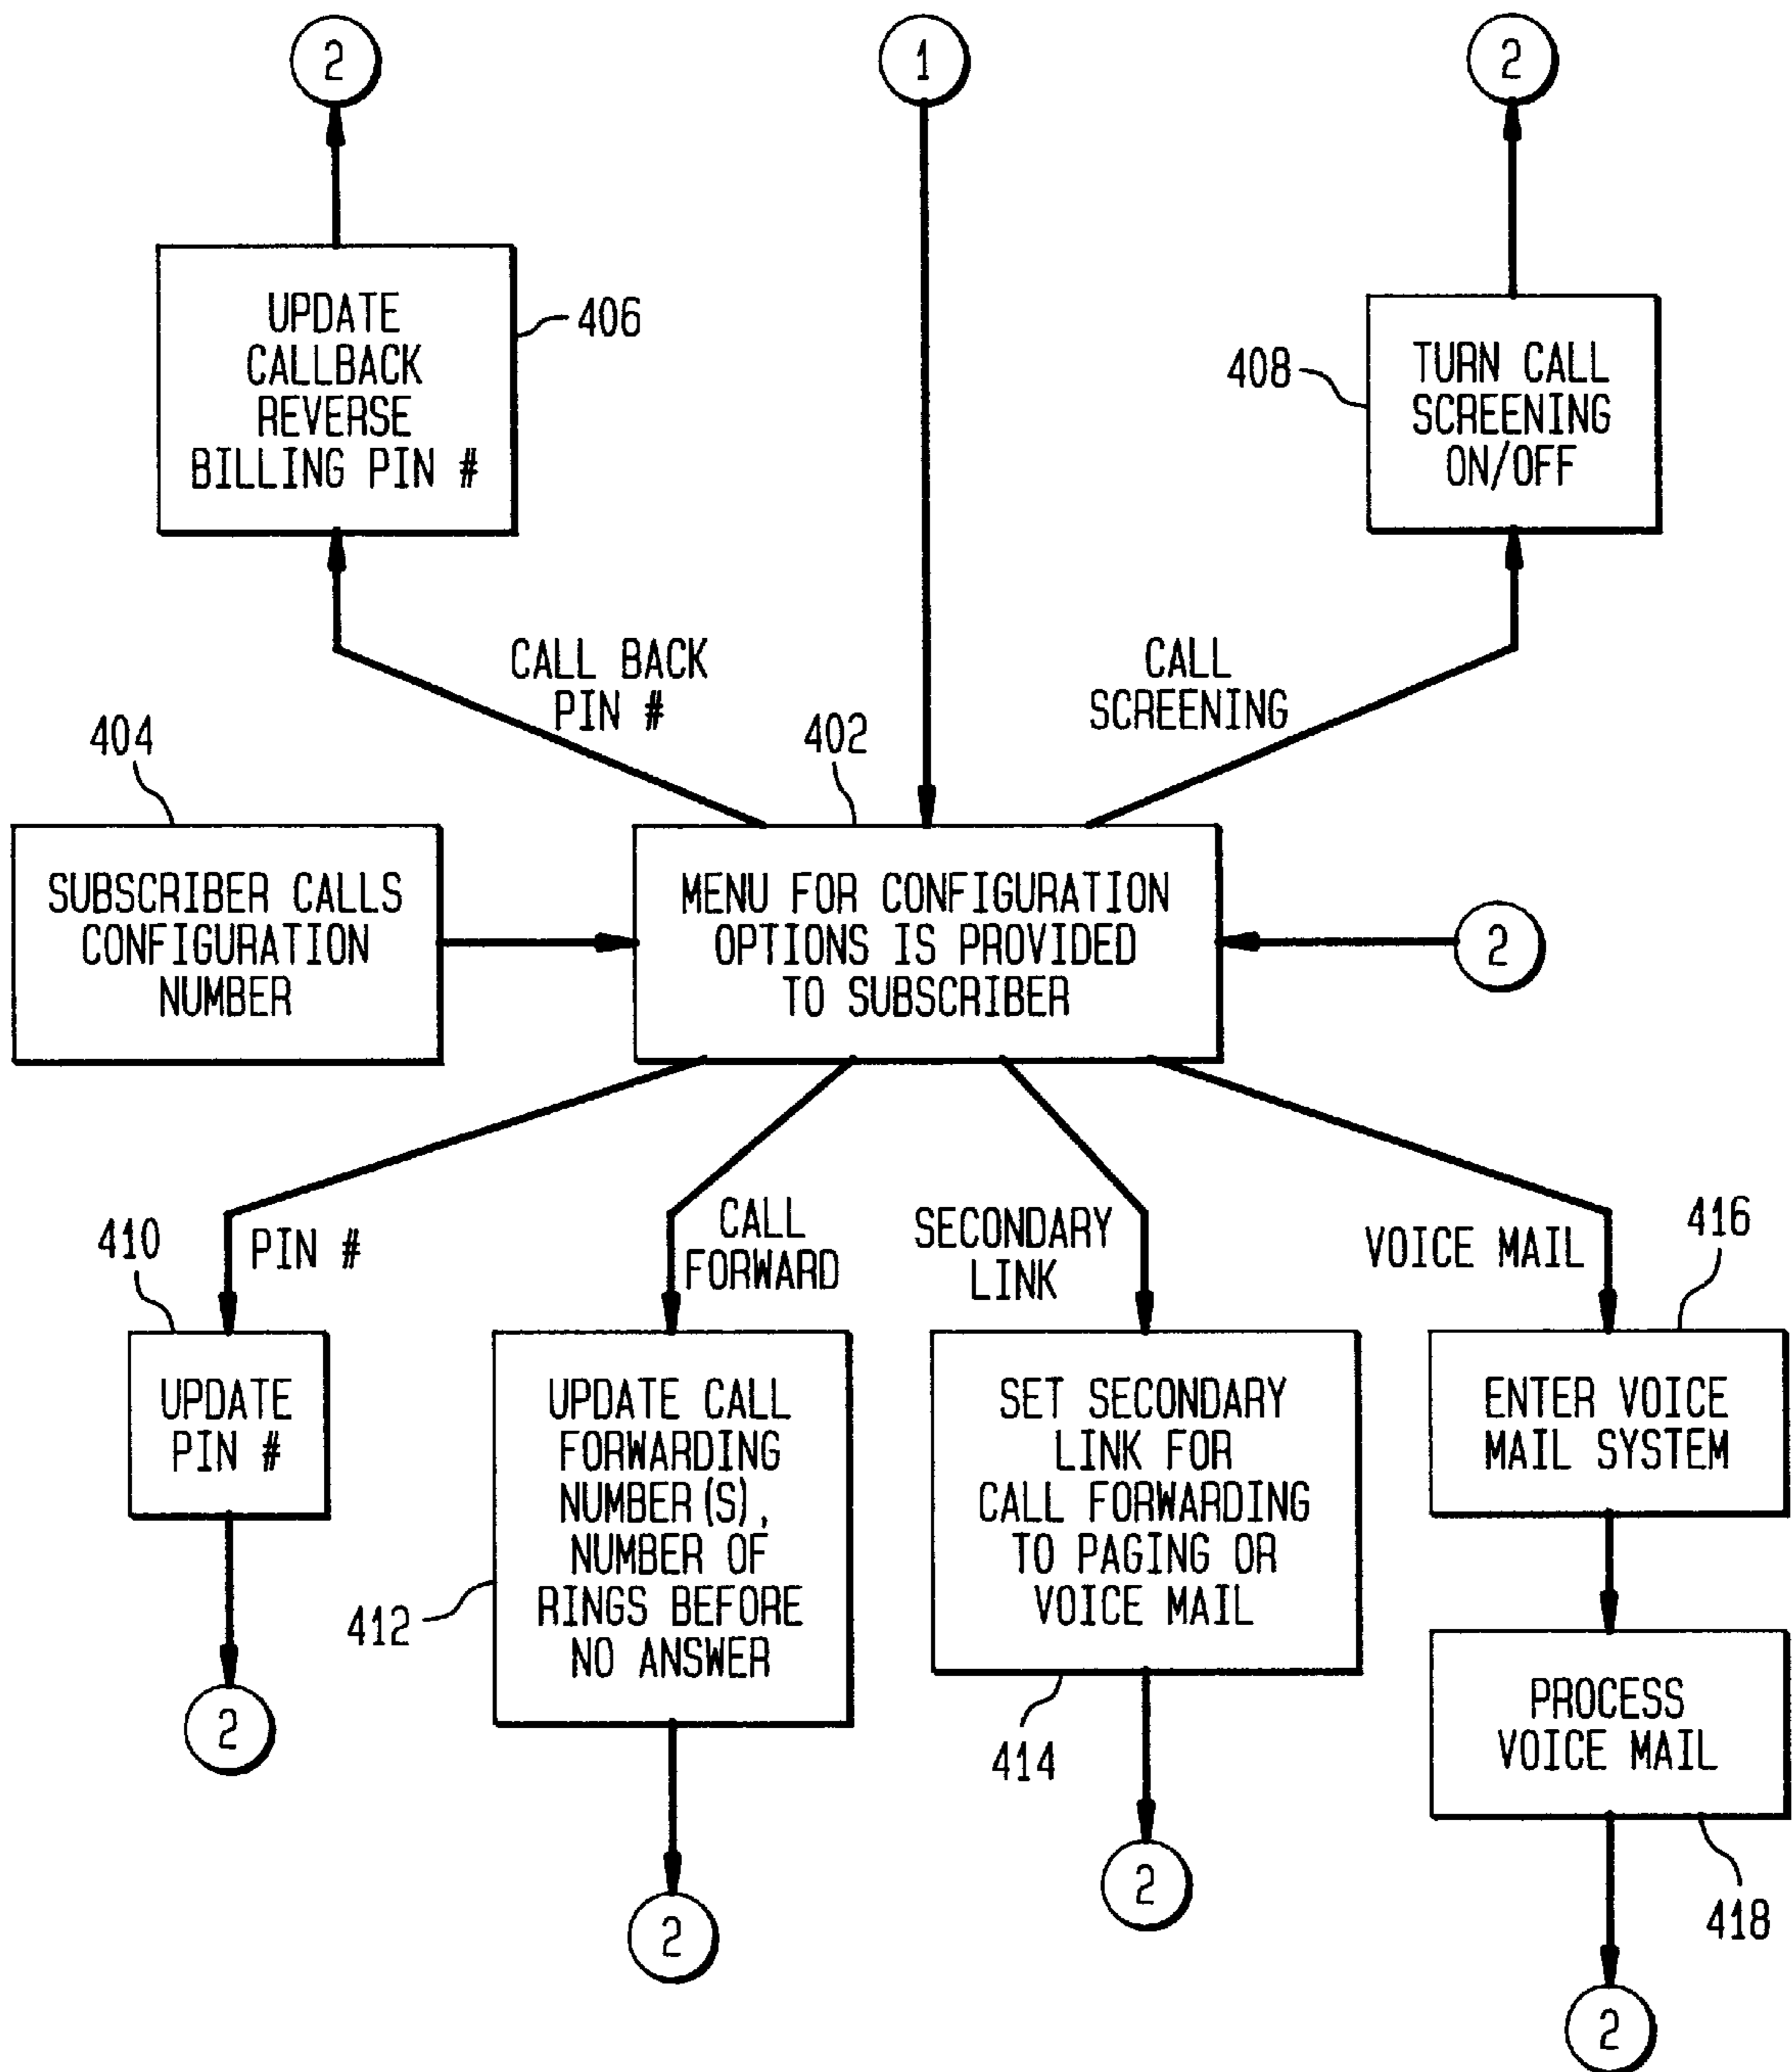 2
1
2
UPDATE
CALLBACK
REVERSE
BILLING PIN #
406
408
TURN CALL
SCREENING
ON/OFF
CALL BACK
PIN #
CALL
SCREENING
404
402
SUBSCRIBER CALLS
CONFIGURATION
NUMBER
MENU FOR CONFIGURATION
OPTIONS IS PROVIDED
TO SUBSCRIBER
2
410
PIN #
CALL
FORWARD
SECONDARY
LINK
VOICE MAIL
416
UPDATE
PIN #
UPDATE CALL
FORWARDING
NUMBER(S),
NUMBER OF
RINGS BEFORE
NO ANSWER
412
SET SECONDARY
LINK FOR
CALL FORWARDING
TO PAGING OR
VOICE MAIL
414
ENTER VOICE
MAIL SYSTEM
PROCESS
VOICE MAIL
418
2
2
2
2